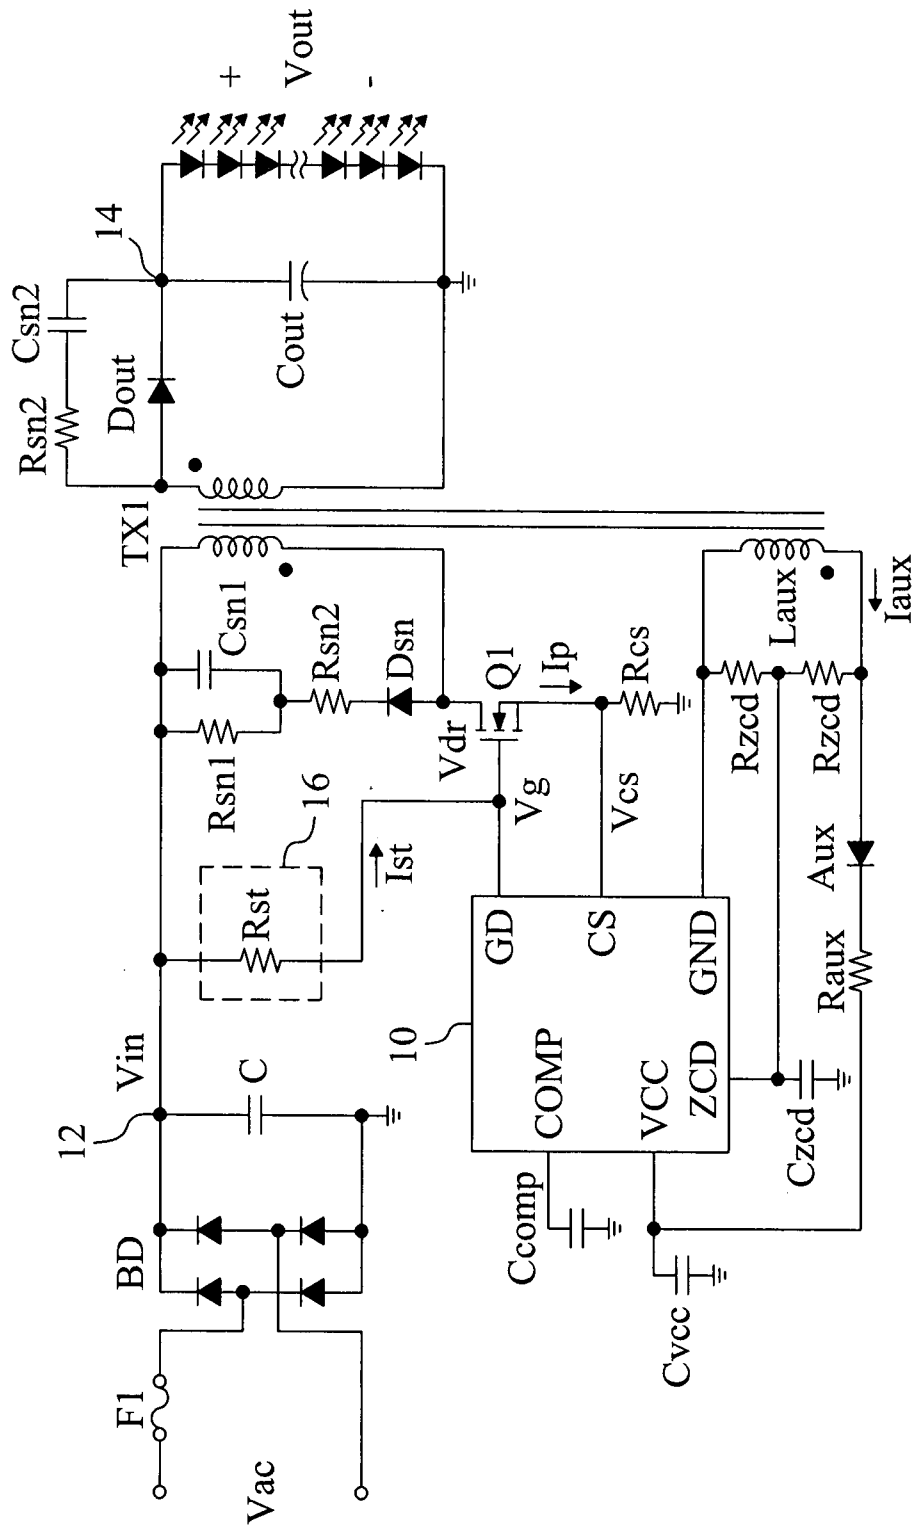 F1
Vac
BD
12
Vin
C
16
Rst
Ist
Rsn1
Csn1
Rsn2
Dsn
TX1
Rsn2
Csn2
Dout
14
Cout
+
Vout
-
Vdr
Q1
Vg
Ip
Vcs
Rcs
10
GD
CS
COMP
VCC
ZCD
GND
Ccomp
Cvcc
Czcd
Rzcd
Rzcd
Laux
Iaux
Aux
Raux